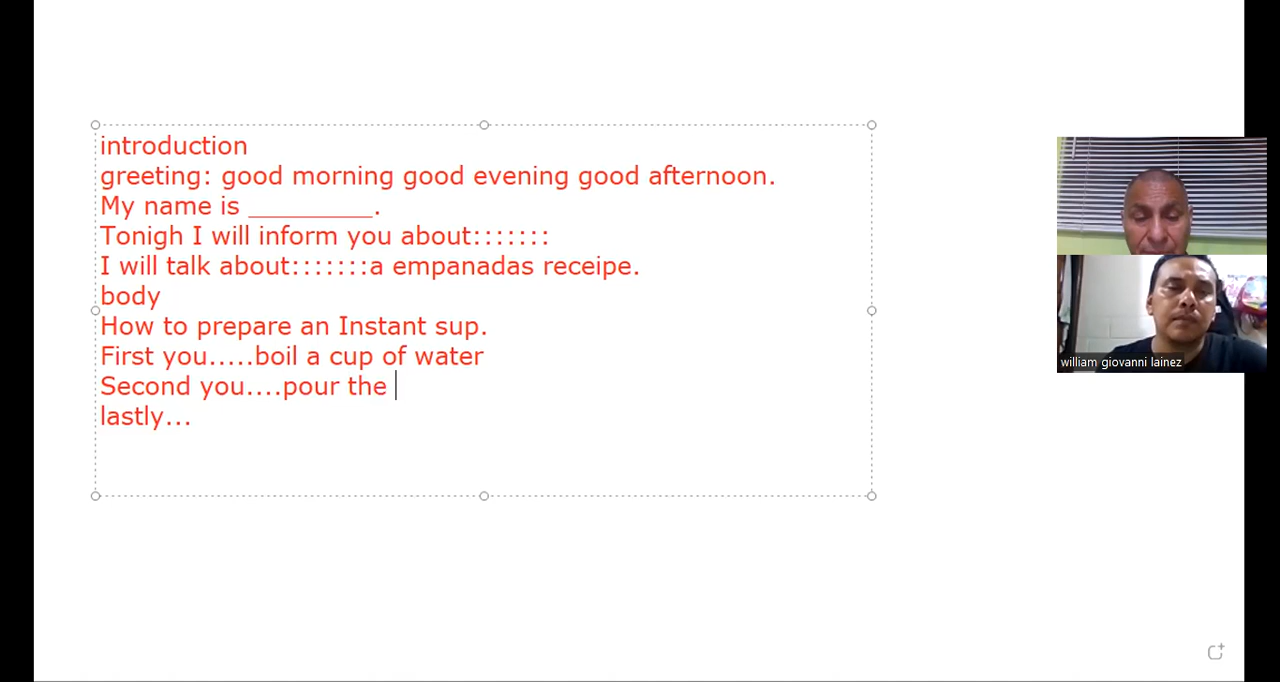 introduction
greeting: good morning good evening good afternoon.
My name is _________.
Tonigh I will inform you about:::::::
I will talk about:::::::a empanadas receipe.
body
How to prepare an Instant sup.
First you.....boil a cup of water
Second you....pour the
lastly...
william giovanni lainez